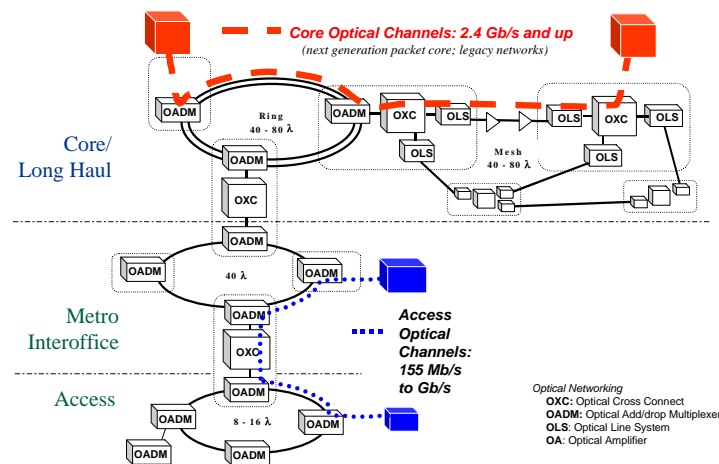 Core Optical Channels: 2.4 Gb/s and up
(next generation packet core; legacy networks)
OADM
Ring
40 - 80 λ
OADM
OXC
OLS
OLS
OXC
OLS
Core/
Long Haul
OADM
OLS
Mesh
40 - 80 λ
OLS
OXC
OADM
OADM
40 λ
OADM
Metro
Interoffice
OADM
OXC
Access
Optical
Channels:
155 Mb/s
to Gb/s
Access
OADM
OADM
8 - 16 λ
OADM
OADM
OADM
Optical Networking
OXC: Optical Cross Connect
OADM: Optical Add/drop Multiplexer
OLS: Optical Line System
OA: Optical Amplifier